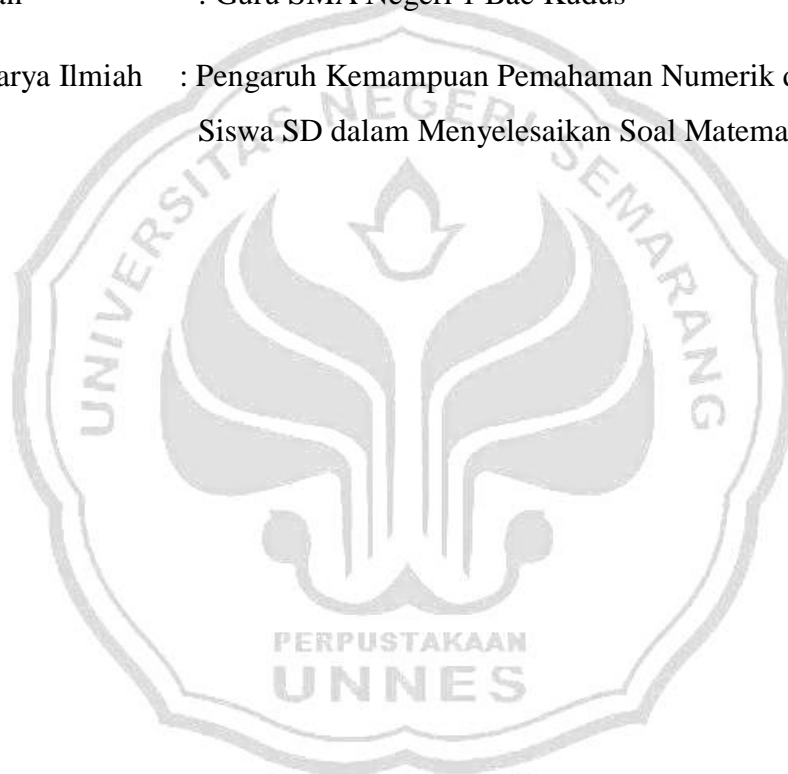 an : Guru SMA Negeri 1 Bae Kudus
arya Ilmiah : Pengaruh Kemampuan Pemahaman Numerik d
Siswa SD dalam Menyelesaikan Soal Matema
UNIVERSITAS NEGERI SEMARANG
PERPUSTAKAAN
UNNES